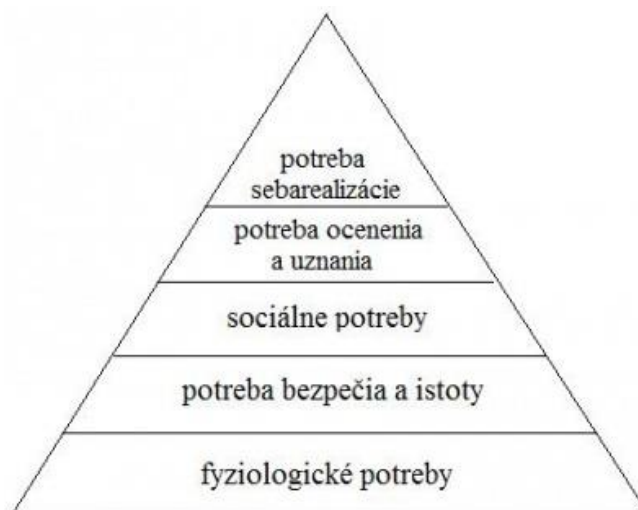 potreba
sebarealizácie
potreba ocenenia
a uznania
sociálne potreby
potreba bezpečia a istoty
fyziologické potreby